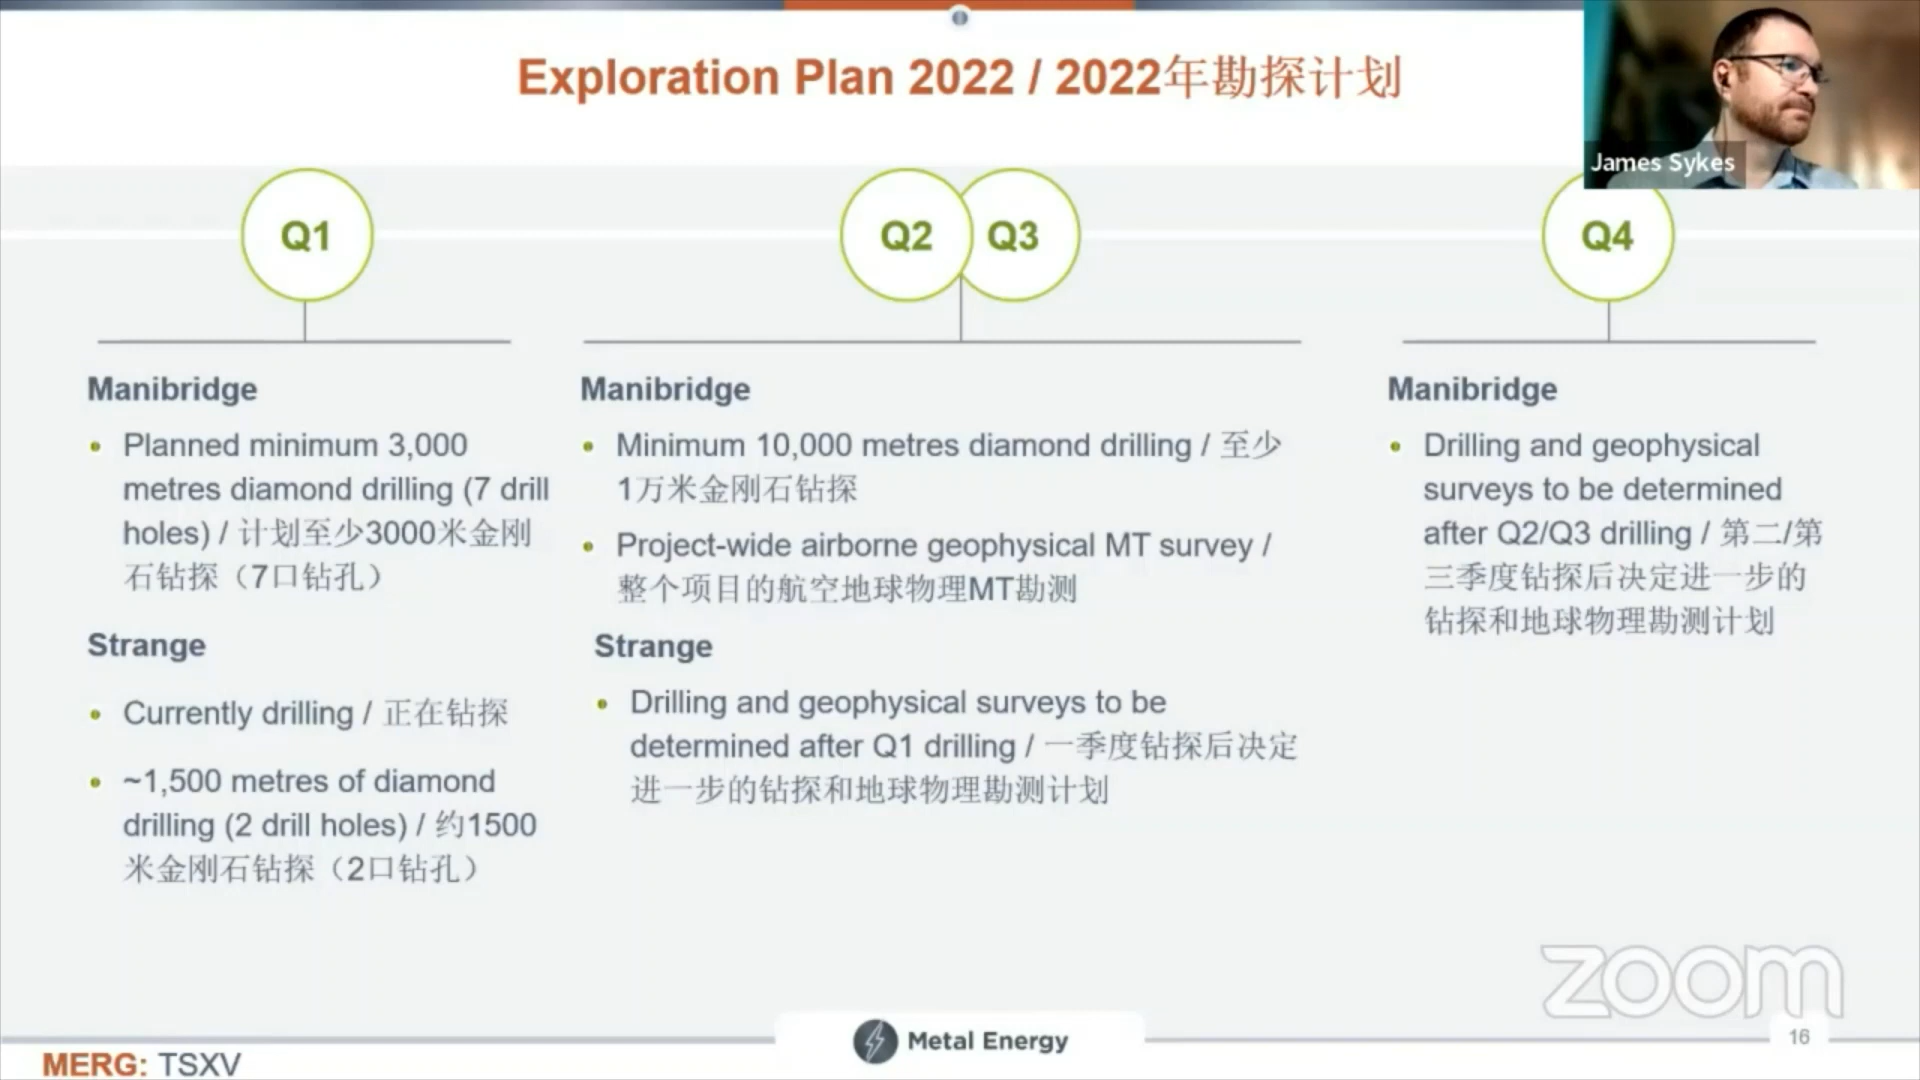 Exploration Plan 2022 / 2022年勘探计划
James Sykes
Q1
Manibridge
Planned minimum 3,000
metres diamond drilling (7 drill
holes) / 计划至少3000米金刚
石钻探（7口钻孔）
Strange
Currently drilling / 正在钻探
~1,500 metres of diamond
drilling (2 drill holes) / 约1500
米金刚石钻探（2口钻孔）
Q2
Q3
Manibridge
Minimum 10,000 metres diamond drilling / 至少
1万米金刚石钻探
Project-wide airborne geophysical MT survey /
整个项目的航空地球物理MT勘测
Strange
Drilling and geophysical surveys to be
determined after Q1 drilling / 一季度钻探后决定
进一步的钻探和地球物理勘测计划
Q4
Manibridge
Drilling and geophysical
surveys to be determined
after Q2/Q3 drilling / 第二/第
三季度钻探后决定进一步的
钻探和地球物理勘测计划
zoom
Metal Energy
16
MERG: TSXV